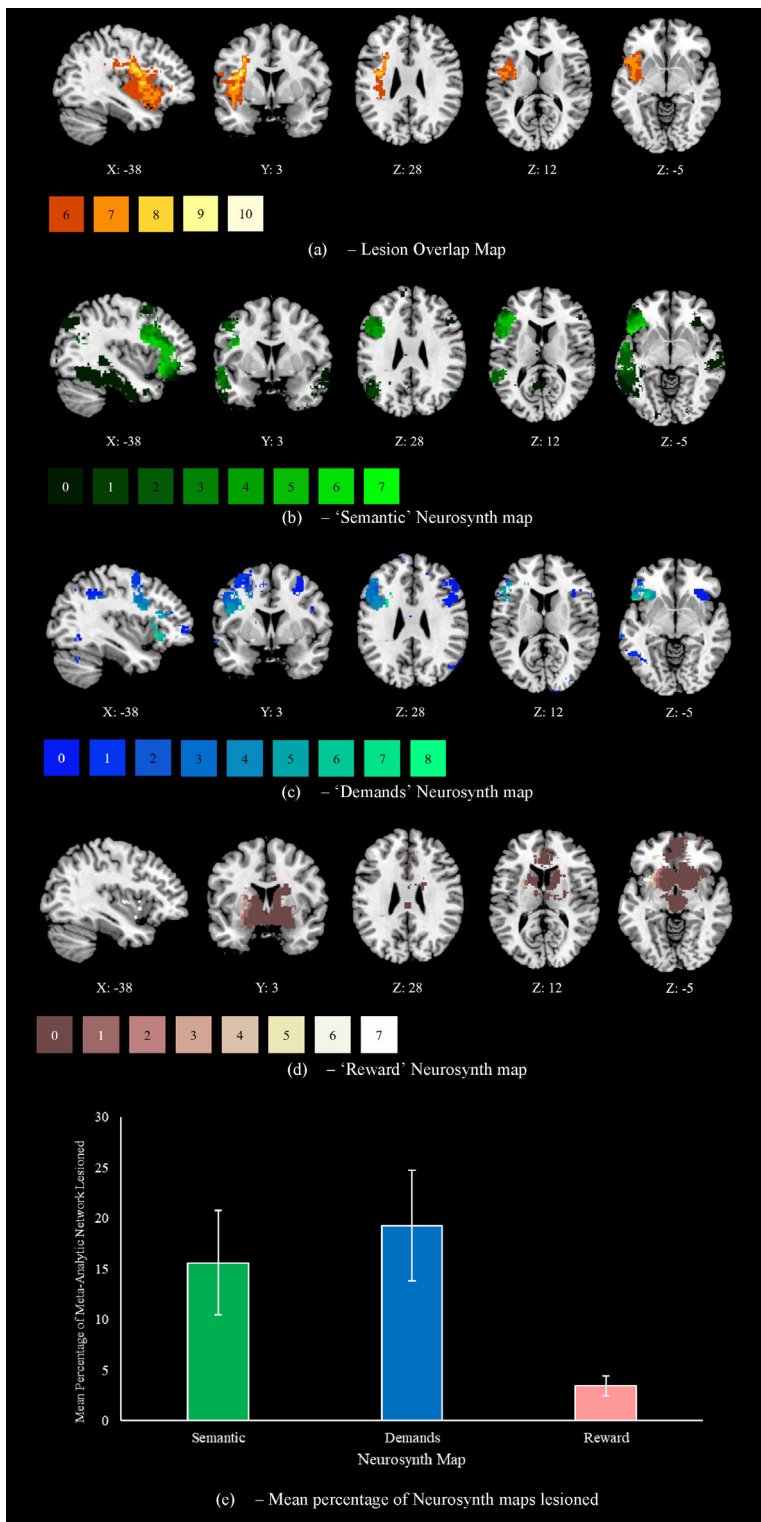 X: -38 Y: 3 Z: 28 Z: 12 Z: -5
6 7 8 9 10
(a) – Lesion Overlap Map
X: -38 Y: 3 Z: 28 Z: 12 Z: -5
0 1 2 3 4 5 6 7
(b) – ‘Semantic’ Neurosynth map
X: -38 Y: 3 Z: 28 Z: 12 Z: -5
0 1 2 3 4 5 6 7 8
(c) – ‘Demands’ Neurosynth map
X: -38 Y: 3 Z: 28 Z: 12 Z: -5
0 1 2 3 4 5 6 7
(d) – ‘Reward’ Neurosynth map
Mean Percentage of Meta-Analytic Network Lesioned
30
25
20
15
10
5
0
Semantic Demands Reward
Neurosynth Map
(e) – Mean percentage of Neurosynth maps lesioned